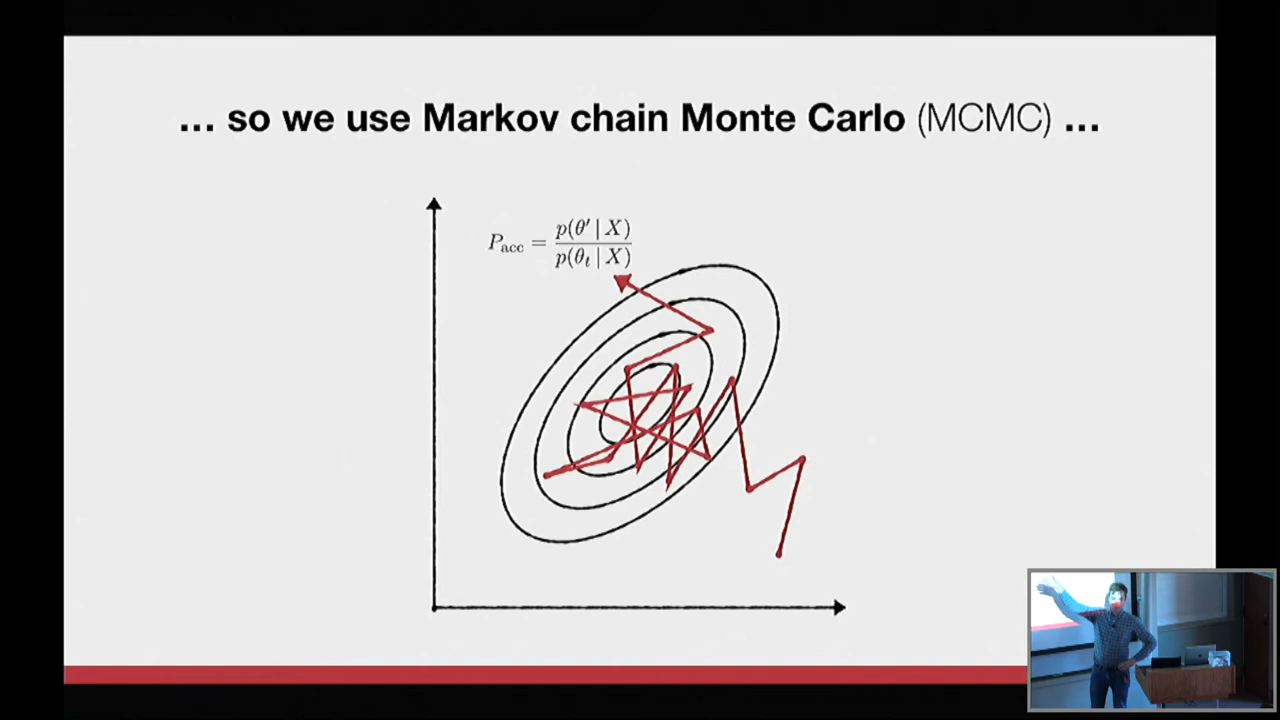 ... so we use Markov chain Monte Carlo (MCMC) ...
P_acc = p(θ′ | X) / p(θ_t | X)